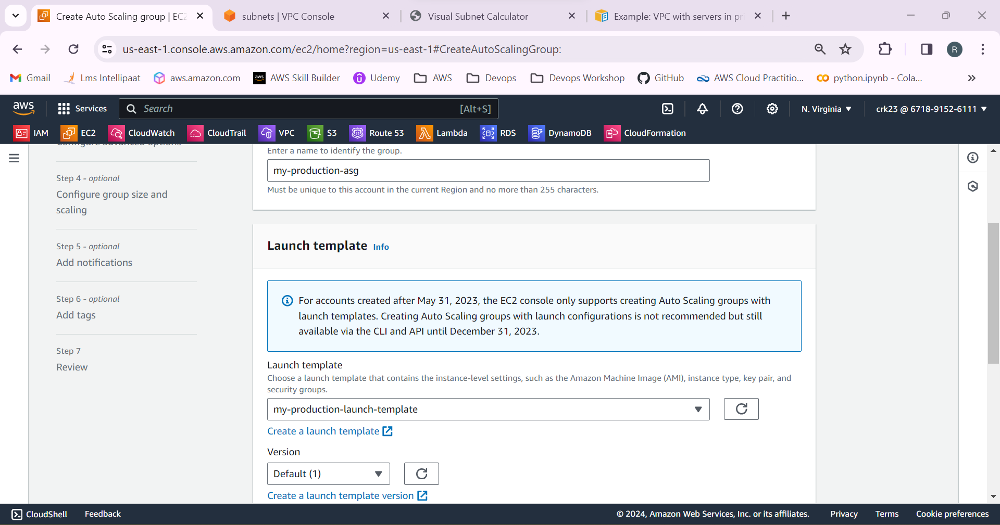 Create Auto Scaling group | EC2
subnets | VPC Console
Visual Subnet Calculator
Example: VPC with servers in pri
us-east-1.console.aws.amazon.com/ec2/home?region=us-east-1#CreateAutoScalingGroup:
R
Gmail
Lms Intellipaat
aws.amazon.com
aws
AWS Skill Builder
Udemy
AWS
Devops
Devops Workshop
GitHub
AWS Cloud Practitio...
python.ipynb - Cola...
aws
Services
Search
[Alt+S]
N. Virginia
crk23 @ 6718-9152-6111
IAM
EC2
CloudWatch
CloudTrail
VPC
S3
Route 53
Lambda
RDS
DynamoDB
CloudFormation
Configure advanced options
Step 4 - optional
Configure group size and
scaling
Step 5 - optional
Add notifications
Step 6 - optional
Add tags
Step 7
Review
Enter a name to identify the group.
my-production-asg
Must be unique to this account in the current Region and no more than 255 characters.
Launch template Info
For accounts created after May 31, 2023, the EC2 console only supports creating Auto Scaling groups with
launch templates. Creating Auto Scaling groups with launch configurations is not recommended but still
available via the CLI and API until December 31, 2023.
Launch template
Choose a launch template that contains the instance-level settings, such as the Amazon Machine Image (AMI), instance type, key pair, and
security groups.
my-production-launch-template
Create a launch template
Version
Default (1)
Create a launch template version
CloudShell
Feedback
© 2024, Amazon Web Services, Inc. or its affiliates.
Privacy
Terms
Cookie preferences